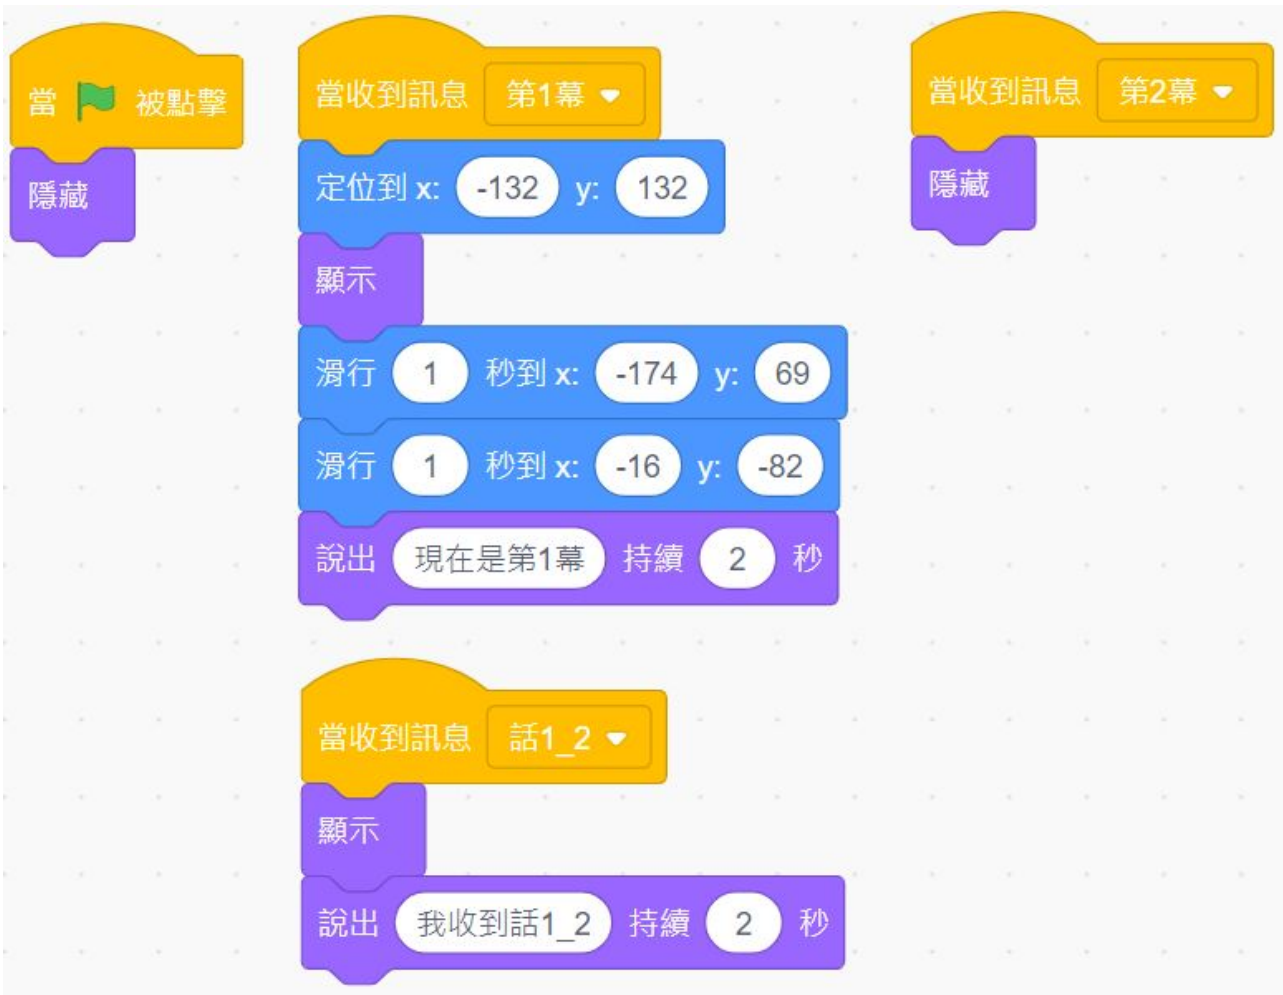 當 被點擊
隱藏
當收到訊息 第1幕
定位到 x: -132 y: 132
顯示
滑行 1 秒到 x: -174 y: 69
滑行 1 秒到 x: -16 y: -82
說出 現在是第1幕 持續 2 秒
當收到訊息 話1_2
顯示
說出 我收到話1_2 持續 2 秒
當收到訊息 第2幕
隱藏